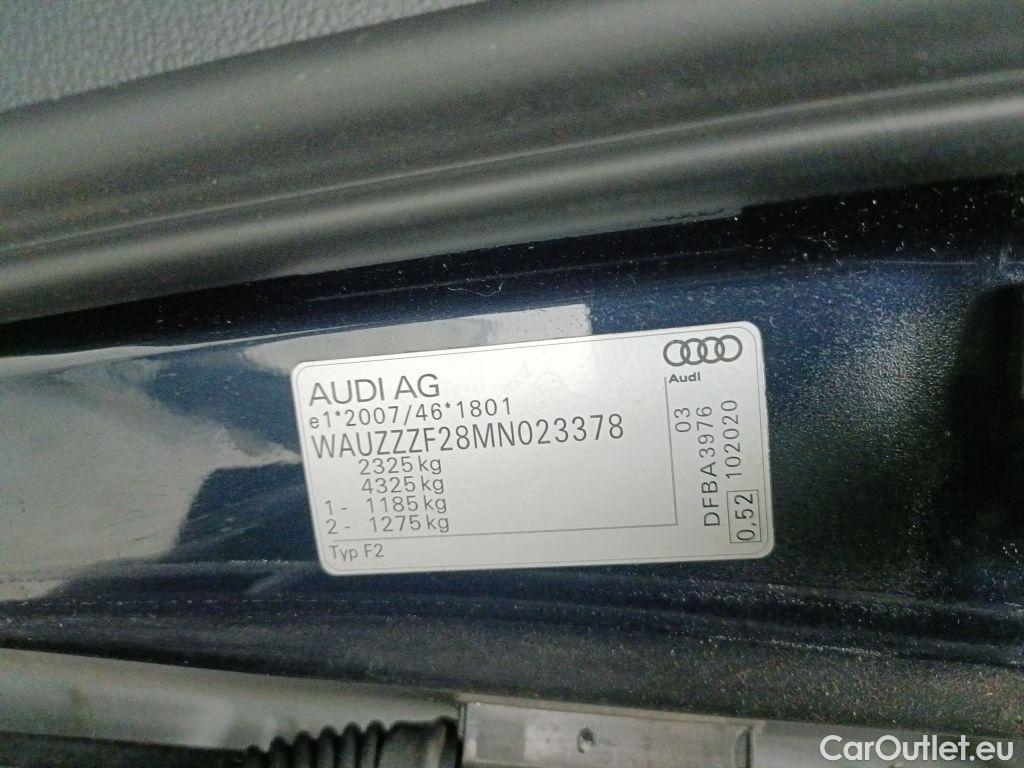 AUDI AG
e1*2007/46*1801
WAUZZZF28MN023378
2325 kg
4325 kg
1 - 1185 kg
2 - 1275 kg
Typ F2
Audi
03
DFBA3976
0,52 102020
CarOutlet.eu